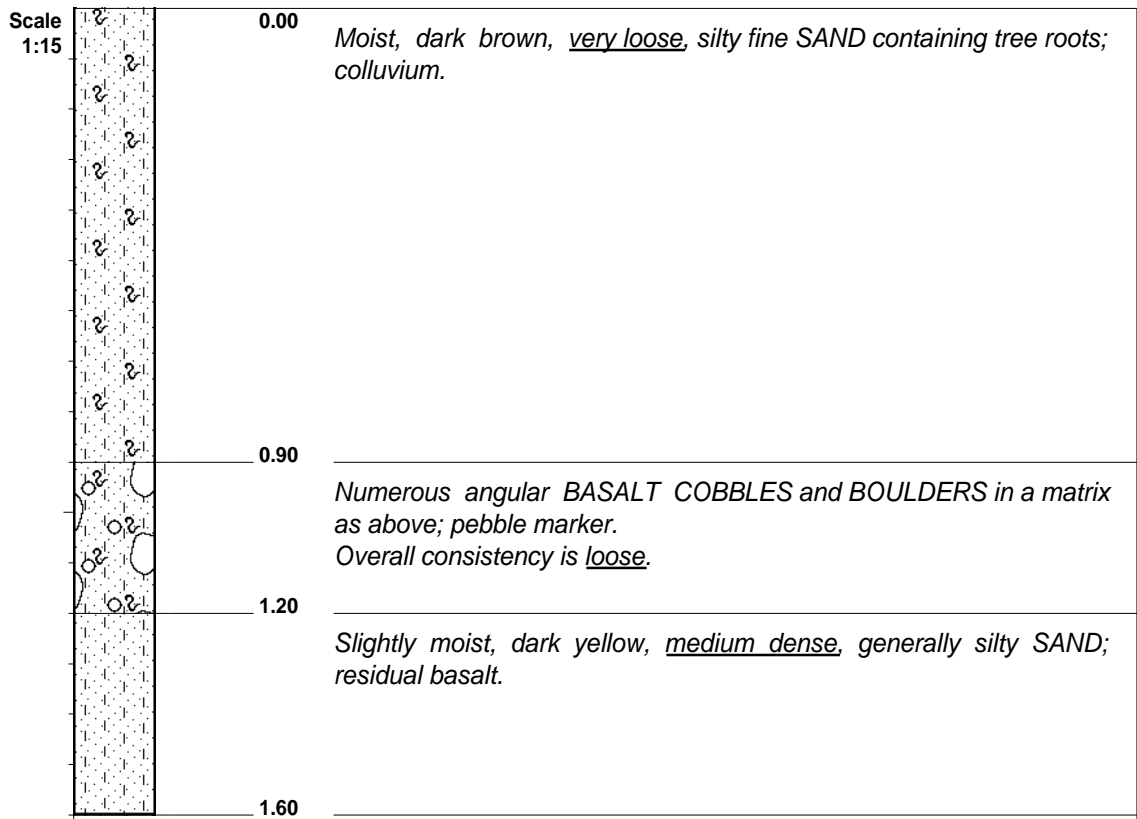 Scale
1:15
0.00
Moist, dark brown, very loose, silty fine SAND containing tree roots;
colluvium.
0.90
Numerous angular BASALT COBBLES and BOULDERS in a matrix
as above; pebble marker.
Overall consistency is loose.
1.20
Slightly moist, dark yellow, medium dense, generally silty SAND;
residual basalt.
1.60